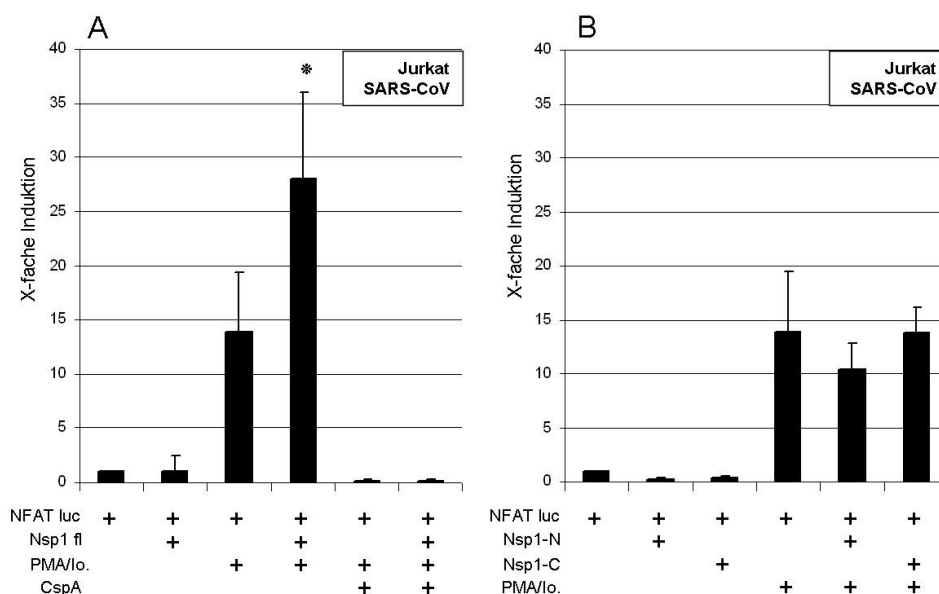 A
Jurkat
SARS-CoV
*
X-fache Induktion
40
35
30
25
20
15
10
5
0
NFAT luc + + + + + +
Nsp1 fl + + +
PMA/Io. + + + +
CspA + +
B
Jurkat
SARS-CoV
X-fache Induktion
40
35
30
25
20
15
10
5
0
NFAT luc + + + + + +
Nsp1-N + +
Nsp1-C + +
PMA/Io. + + +